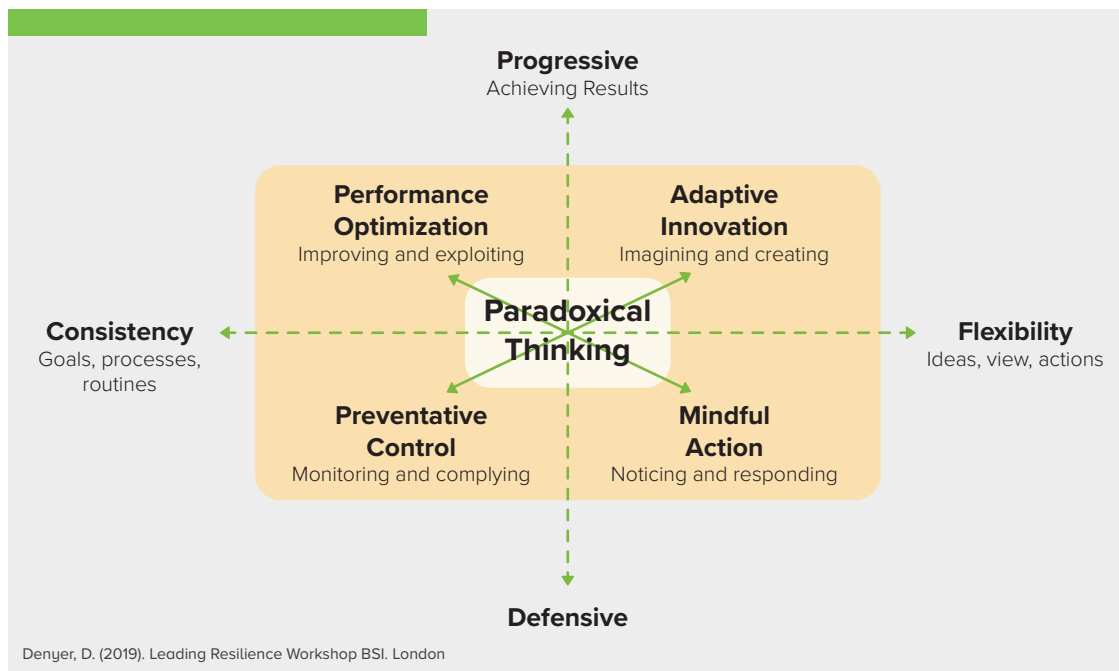 Progressive
Achieving Results
Performance
Optimization
Improving and exploiting
Adaptive
Innovation
Imagining and creating
Paradoxical
Thinking
Consistency
Goals, processes,
routines
Flexibility
Ideas, view, actions
Preventative
Control
Monitoring and complying
Mindful
Action
Noticing and responding
Defensive
Denyer, D. (2019). Leading Resilience Workshop BSI. London